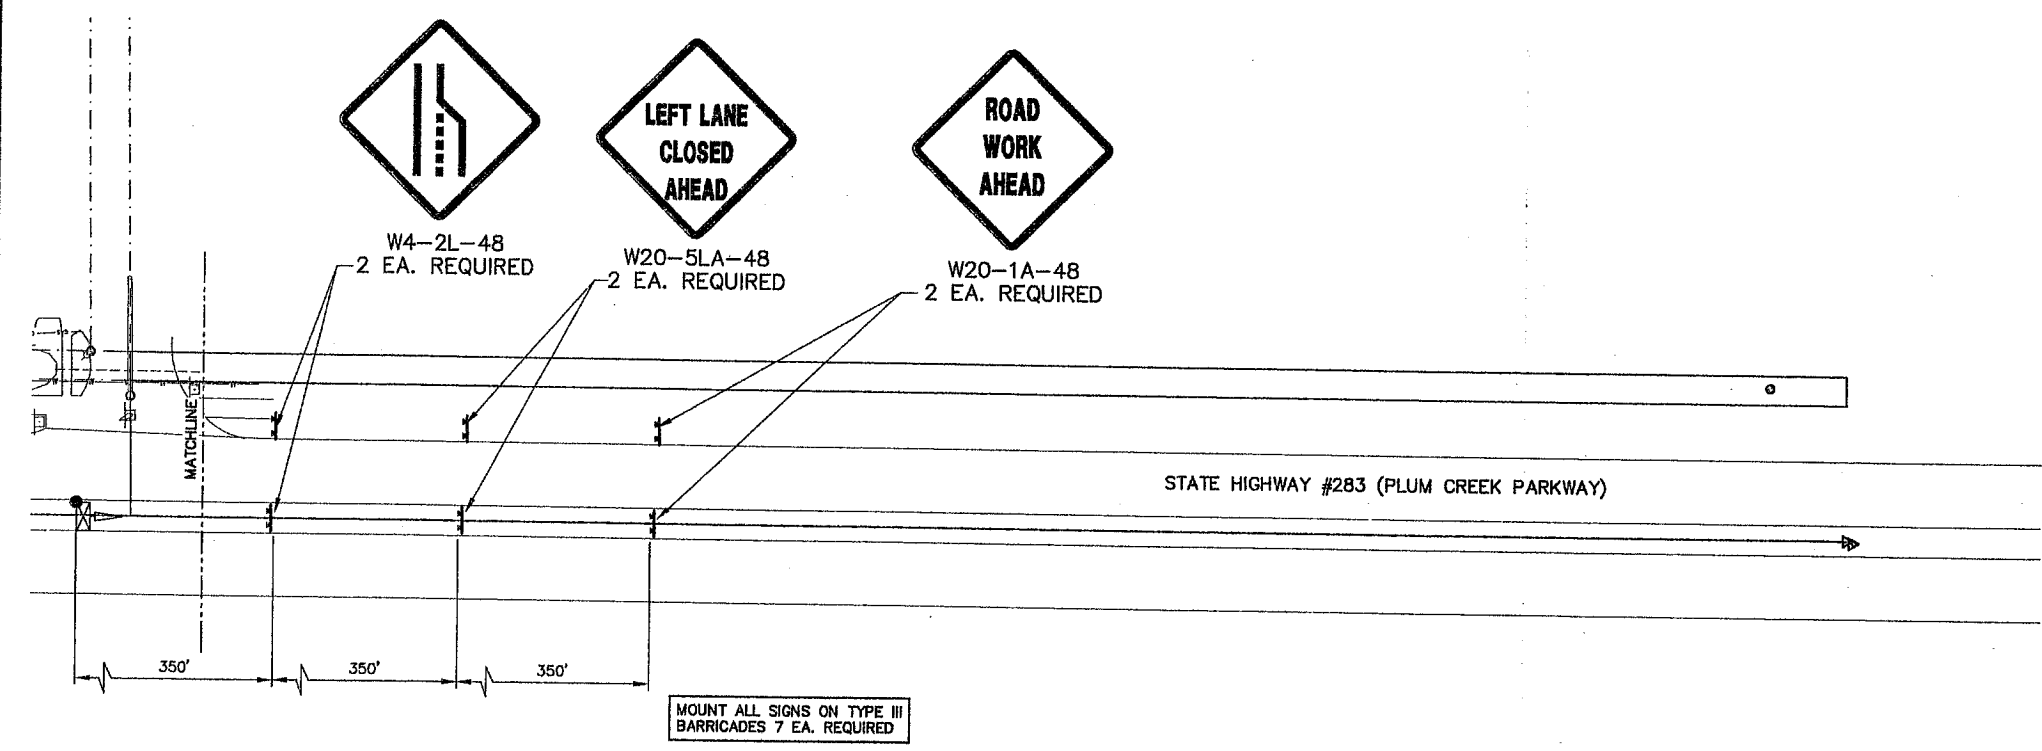 LEFT LANE
CLOSED
AHEAD
ROAD
WORK
AHEAD
W4-2L-48
2 EA. REQUIRED
W20-5LA-48
2 EA. REQUIRED
W20-1A-48
2 EA. REQUIRED
MATCHLINE
STATE HIGHWAY #283 (PLUM CREEK PARKWAY)
350'
350'
350'
MOUNT ALL SIGNS ON TYPE III
BARRICADES 7 EA. REQUIRED